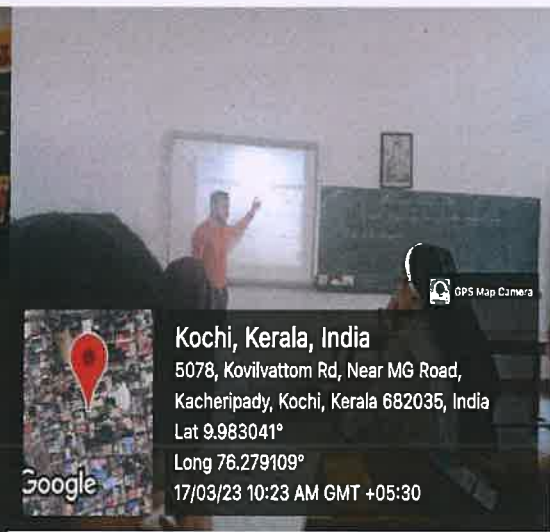 GPS Map Camera
Kochi, Kerala, India
5078, Kovilvattom Rd, Near MG Road,
Kacheripady, Kochi, Kerala 682035, India
Lat 9.983041°
Long 76.279109°
17/03/23 10:23 AM GMT +05:30
Google